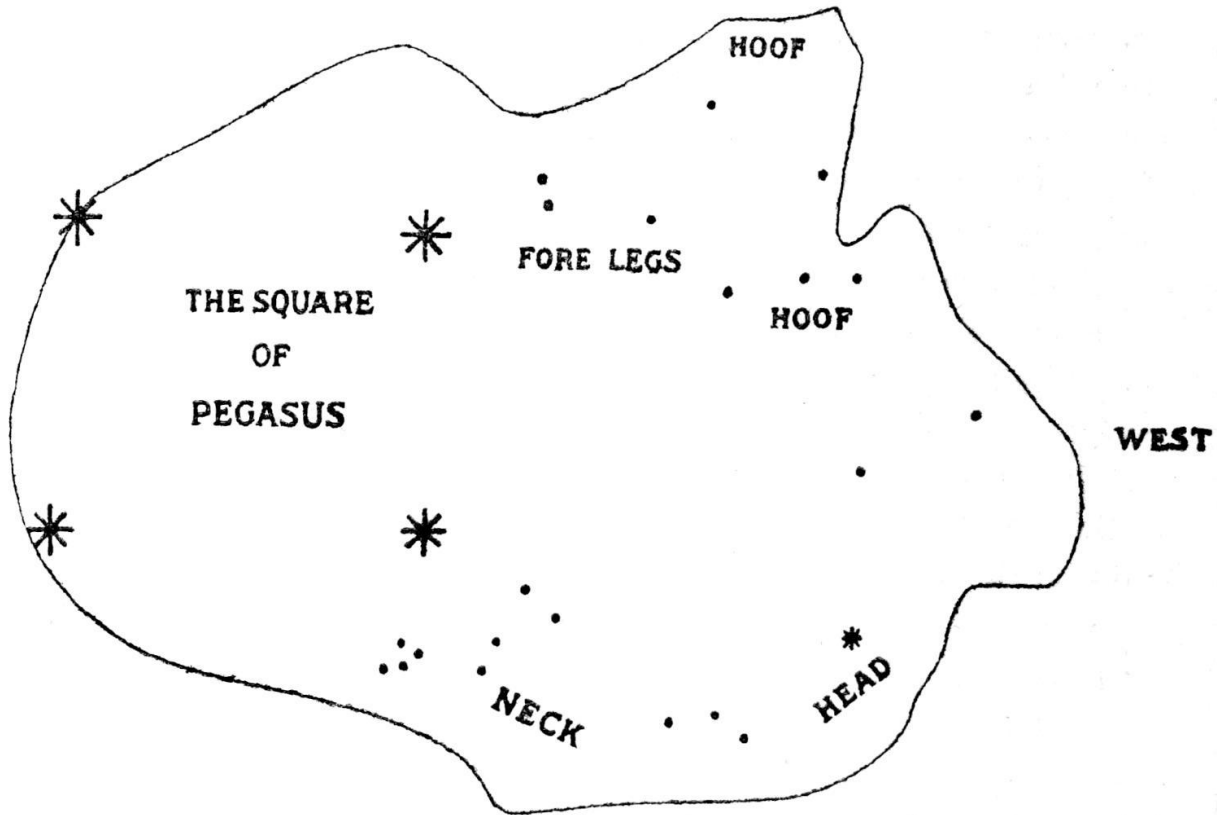 HOOF
FORE LEGS
THE SQUARE
OF
PEGASUS
HOOF
WEST
HEAD
NECK